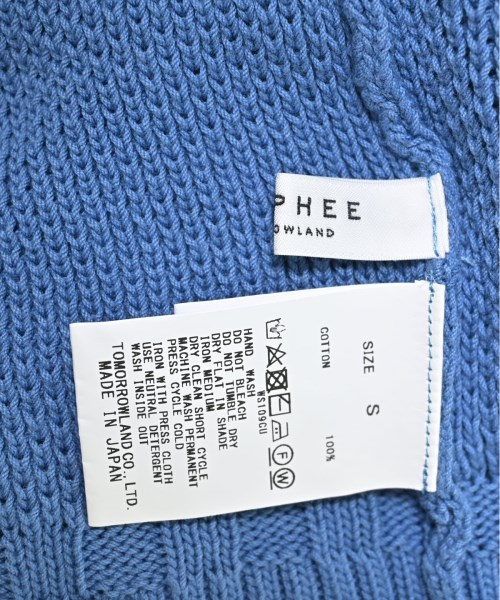 PHEE
OWLAND
SIZE S
COTTON 100%
WS109CU
HAND WASH
DO NOT BLEACH
DO NOT TUMBLE DRY
DRY FLAT IN SHADE
IRON MEDIUM
DRY CLEAN SHORT CYCLE
MACHINE WASH PERMANENT
PRESS CYCLE COLD
IRON WITH PRESS CLOTH
USE NEUTRAL DETERGENT
WASH INSIDE OUT
TOMORROWLAND CO., LTD.
MADE IN JAPAN